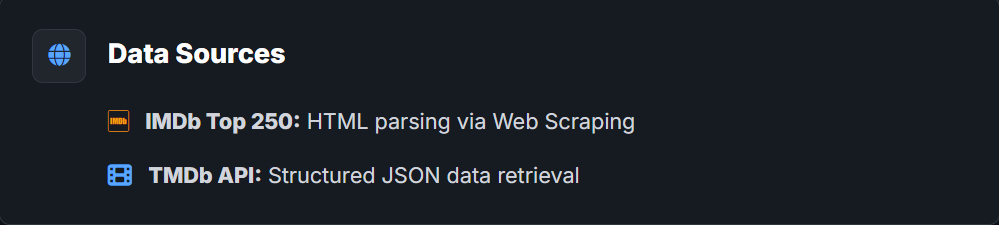 Data Sources
IMDb IMDb Top 250: HTML parsing via Web Scraping
TMDb API: Structured JSON data retrieval